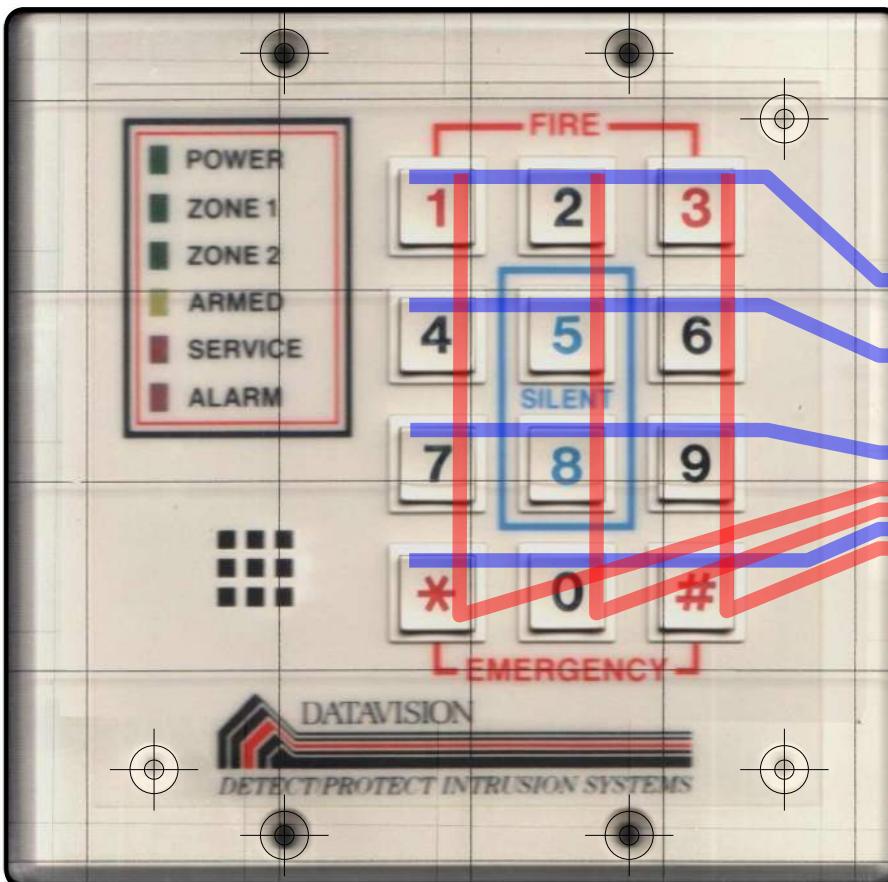 FIRE
POWER
ZONE 1
ZONE 2
ARMED
SERVICE
ALARM
1 2 3
4 5 6
SILENT
7 8 9
* 0 #
EMERGENCY
DATAVISION
DETECT/PROTECT INTRUSION SYSTEMS